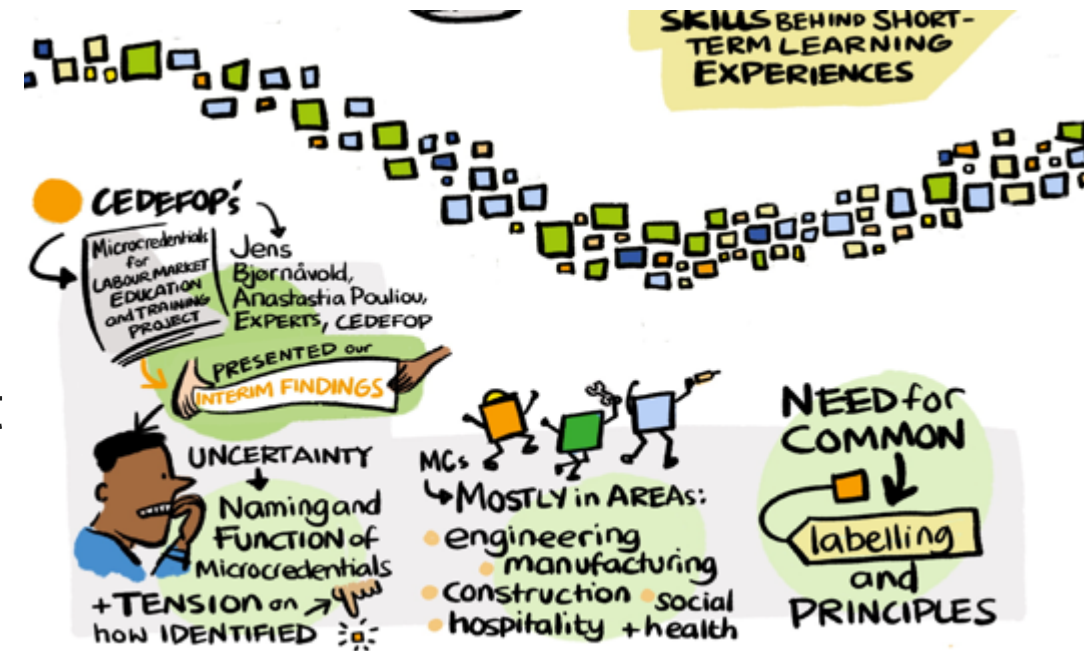 SKILLS BEHIND SHORT-
TERM LEARNING
EXPERIENCES
CEDEFOP's
Microcredentials
for
LABOUR MARKET
EDUCATION
and TRAINING
PROJECT
Jens
Bjørnåvold,
Anastastia Pouliou,
EXPERTS, CEDEFOP
PRESENTED our
INTERIM FINDINGS
UNCERTAINTY
Naming and
FUNCTION of
Microcredentials
+ TENSION on
how IDENTIFIED
MCs
MOSTLY in AREAS:
engineering
manufacturing
construction social
hospitality + health
NEED for
COMMON
labelling
and
PRINCIPLES